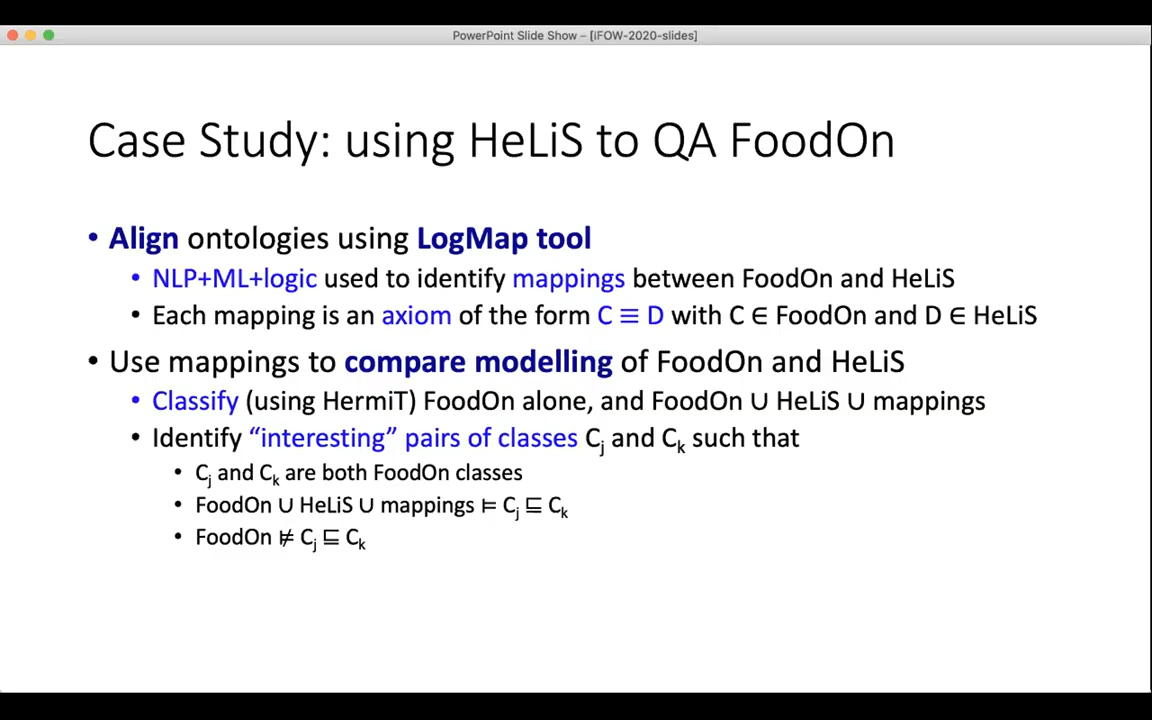 PowerPoint Slide Show – [iFOW-2020-slides]
Case Study: using HeLiS to QA FoodOn
• Align ontologies using LogMap tool
• NLP+ML+logic used to identify mappings between FoodOn and HeLiS
• Each mapping is an axiom of the form C ≡ D with C ∈ FoodOn and D ∈ HeLiS
• Use mappings to compare modelling of FoodOn and HeLiS
• Classify (using HermiT) FoodOn alone, and FoodOn ∪ HeLiS ∪ mappings
• Identify “interesting” pairs of classes Cj and Ck such that
• Cj and Ck are both FoodOn classes
• FoodOn ∪ HeLiS ∪ mappings ⊨ Cj ⊑ Ck
• FoodOn ⊭ Cj ⊑ Ck